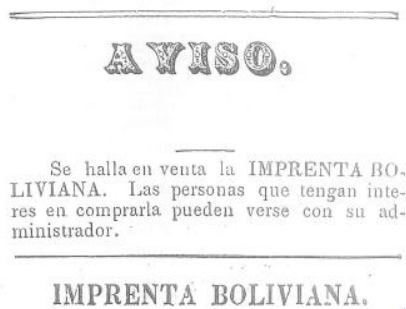 AVISO.
Se halla en venta la IMPRENTA BO-
LIVIANA. Las personas que tengan inte-
res en comprarla pueden verse con su ad-
ministrador.
IMPRENTA BOLIVIANA.